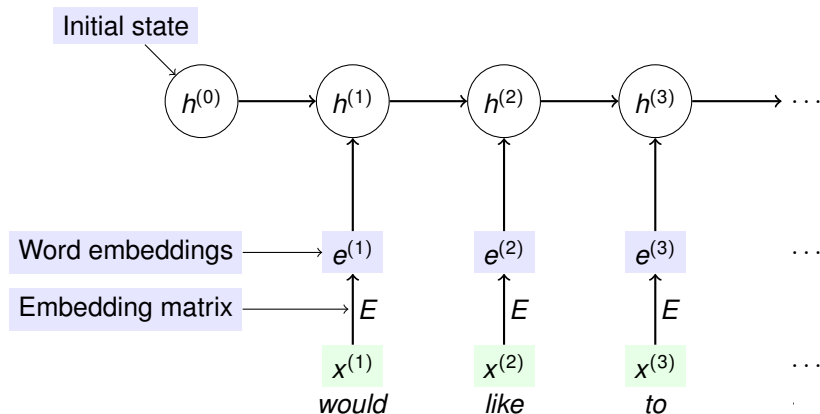 Initial state
h(0) h(1) h(2) h(3) ...
Word embeddings e(1) e(2) e(3) ...
Embedding matrix E E E
x(1) x(2) x(3) ...
would like to